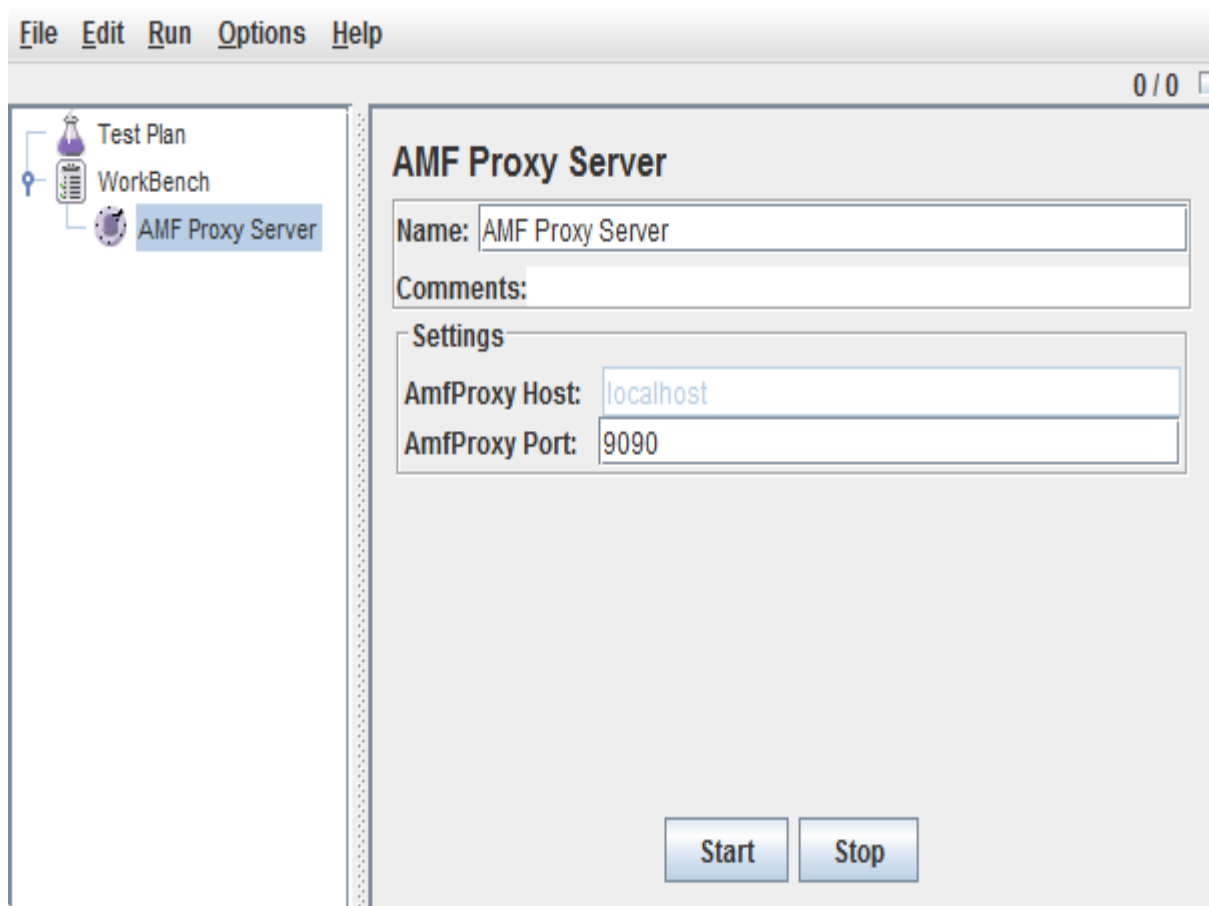 File Edit Run Options Help
0 / 0
Test Plan
WorkBench
AMF Proxy Server
AMF Proxy Server
Name: AMF Proxy Server
Comments:
Settings
AmfProxy Host: localhost
AmfProxy Port: 9090
Start Stop